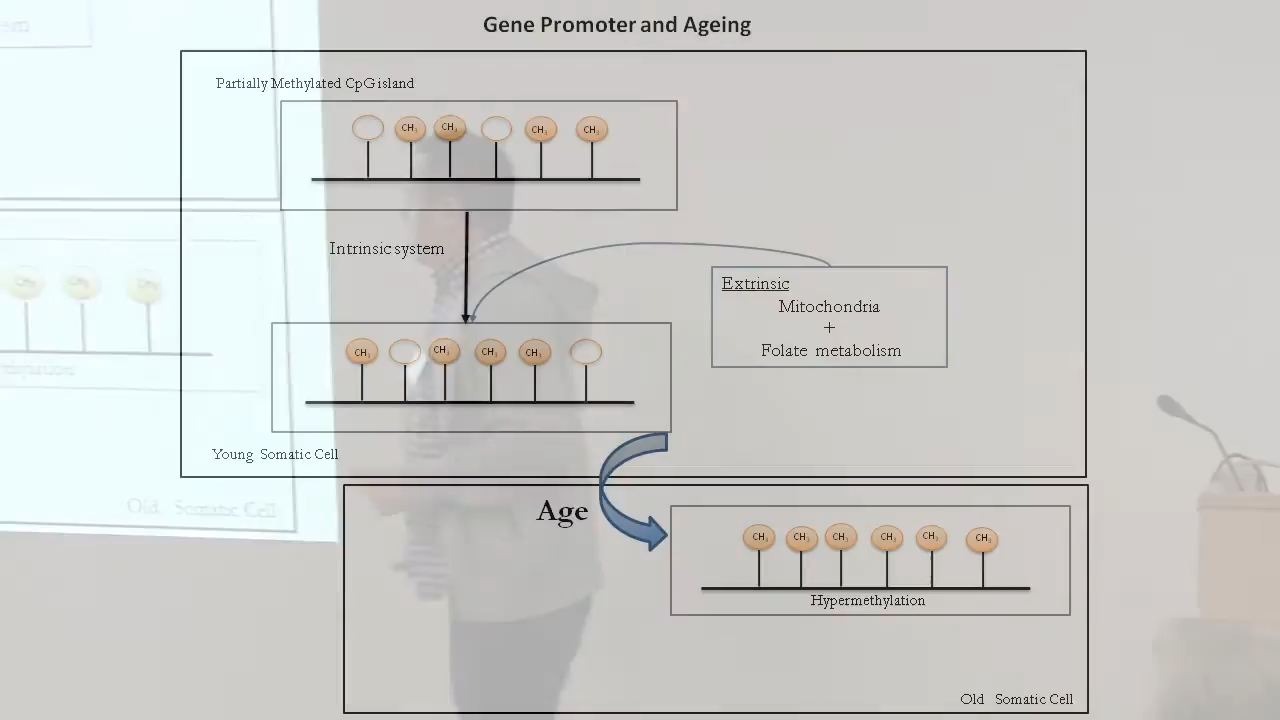 Gene Promoter and Ageing
Partially Methylated CpG island
CH3 CH3 CH3 CH3
Intrinsic system
Extrinsic
Mitochondria
+
Folate metabolism
CH3 CH3 CH3 CH3
Young Somatic Cell
Old Somatic Cell
Age
CH3 CH3 CH3 CH3 CH3 CH3
Hypermethylation
Old Somatic Cell